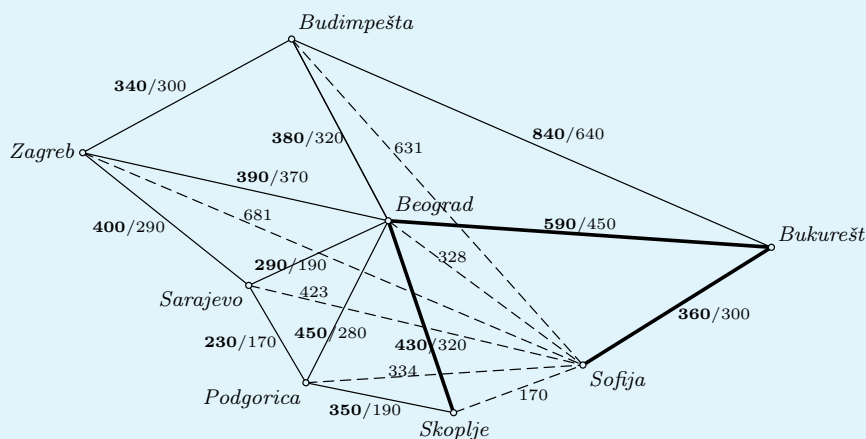 Budimpešta
340/300
380/320
840/640
631
Zagreb
390/370
Beograd
681
400/290
590/450
Bukurešt
328
290/190
Sarajevo
423
360/300
230/170
450/280
430/320
334
Sofija
Podgorica
350/190
170
Skoplje